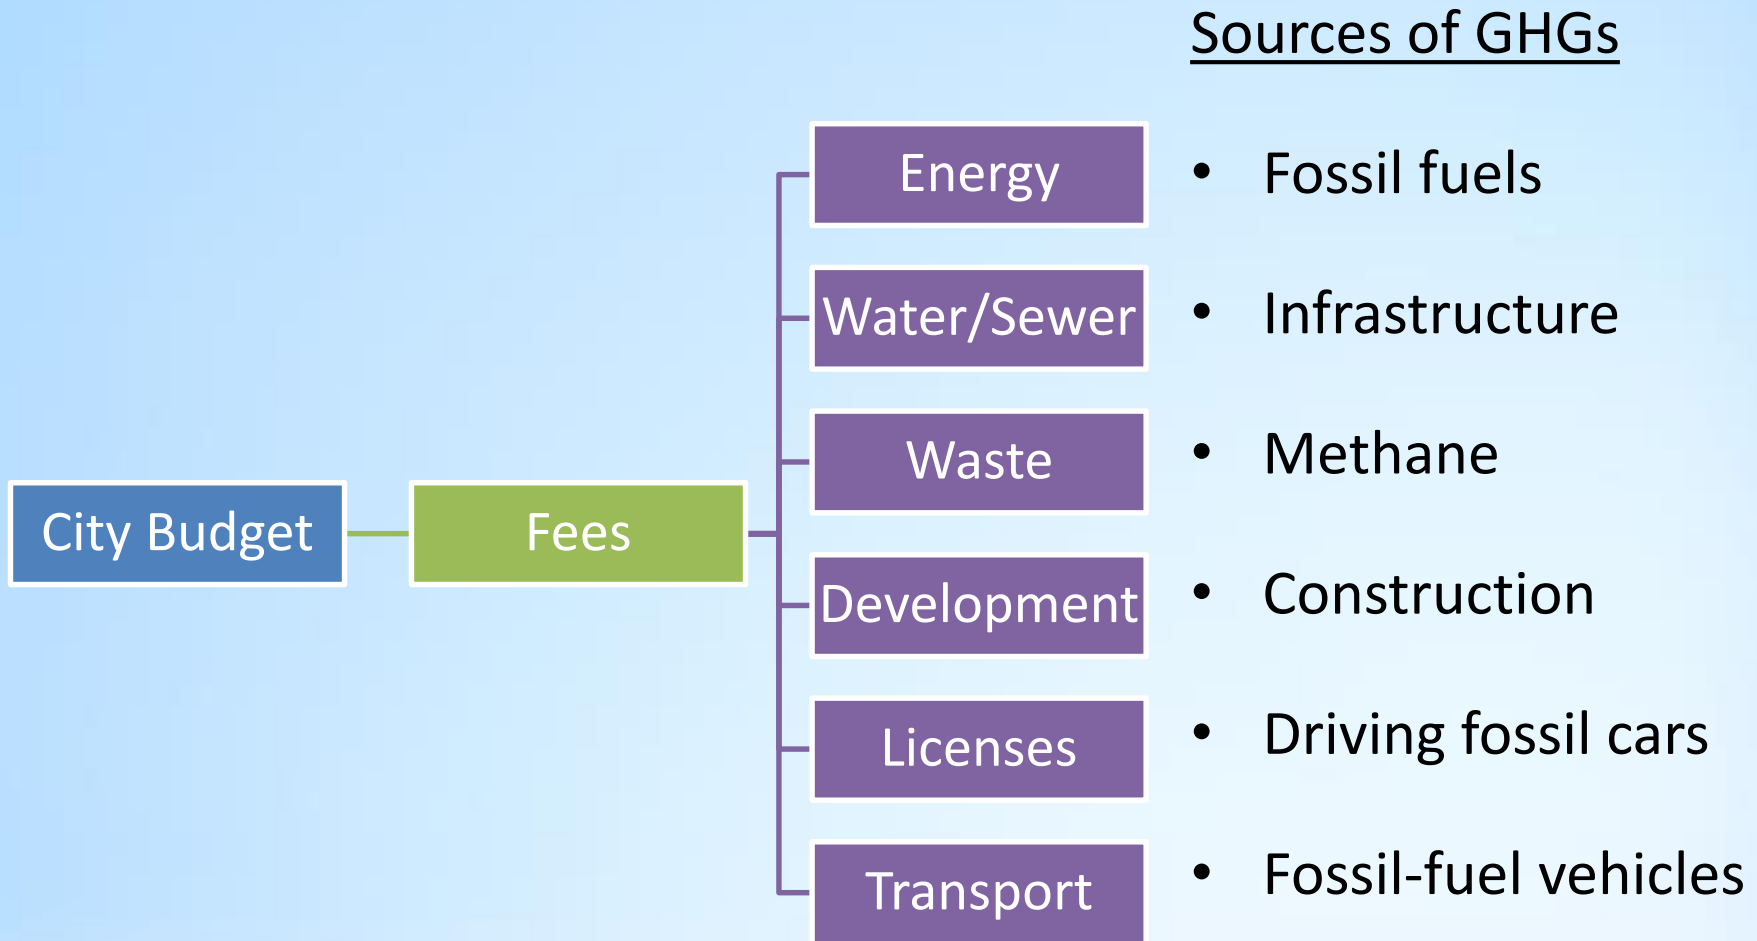 Sources of GHGs
Energy
• Fossil fuels
Water/Sewer
• Infrastructure
Waste
• Methane
City Budget
Fees
Development
• Construction
Licenses
• Driving fossil cars
Transport
• Fossil-fuel vehicles